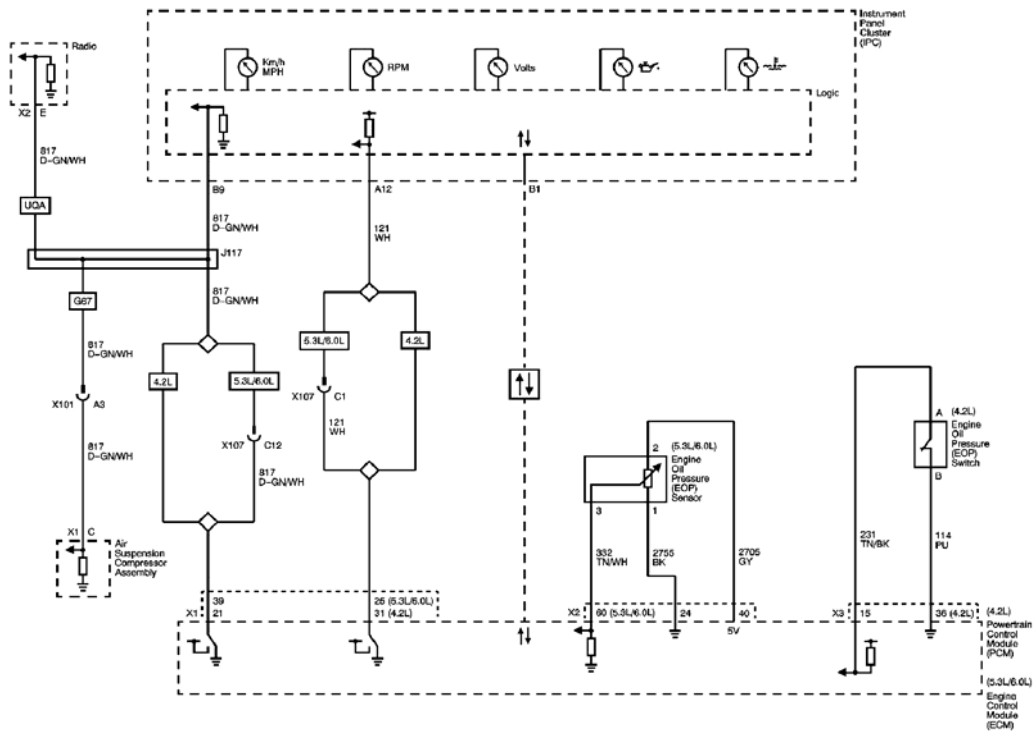 Instrument
Panel
Cluster
(IPC)
Radio
Km/h
MPH
RPM
Volts
Logic
X2 E
817
D-GN/WH
B9
A12
B1
UQA
817
D-GN/WH
121
WH
J117
817
D-GN/WH
G67
817
D-GN/WH
5.3L/6.0L
4.2L
4.2L
5.3L/6.0L
X101 A3
X107 C1
121
WH
X107 C12
817
D-GN/WH
817
D-GN/WH
A (4.2L)
Engine
Oil
Pressure
(EOP)
Switch
B
2 (5.3L/6.0L)
Engine
Oil
Pressure
(EOP)
Sensor
3 1
X1 C
Air
Suspension
Compressor
Assembly
332
TN/WH
2755
BK
2705
GY
231
TN/BK
114
PU
39
X1 21
25 (5.3L/6.0L)
31 (4.2L)
X2 60 (5.3L/6.0L) 24 40
5V
X3 15 36 (4.2L)
(4.2L)
Powertrain
Control
Module
(PCM)
(5.3L/6.0L)
Engine
Control
Module
(ECM)